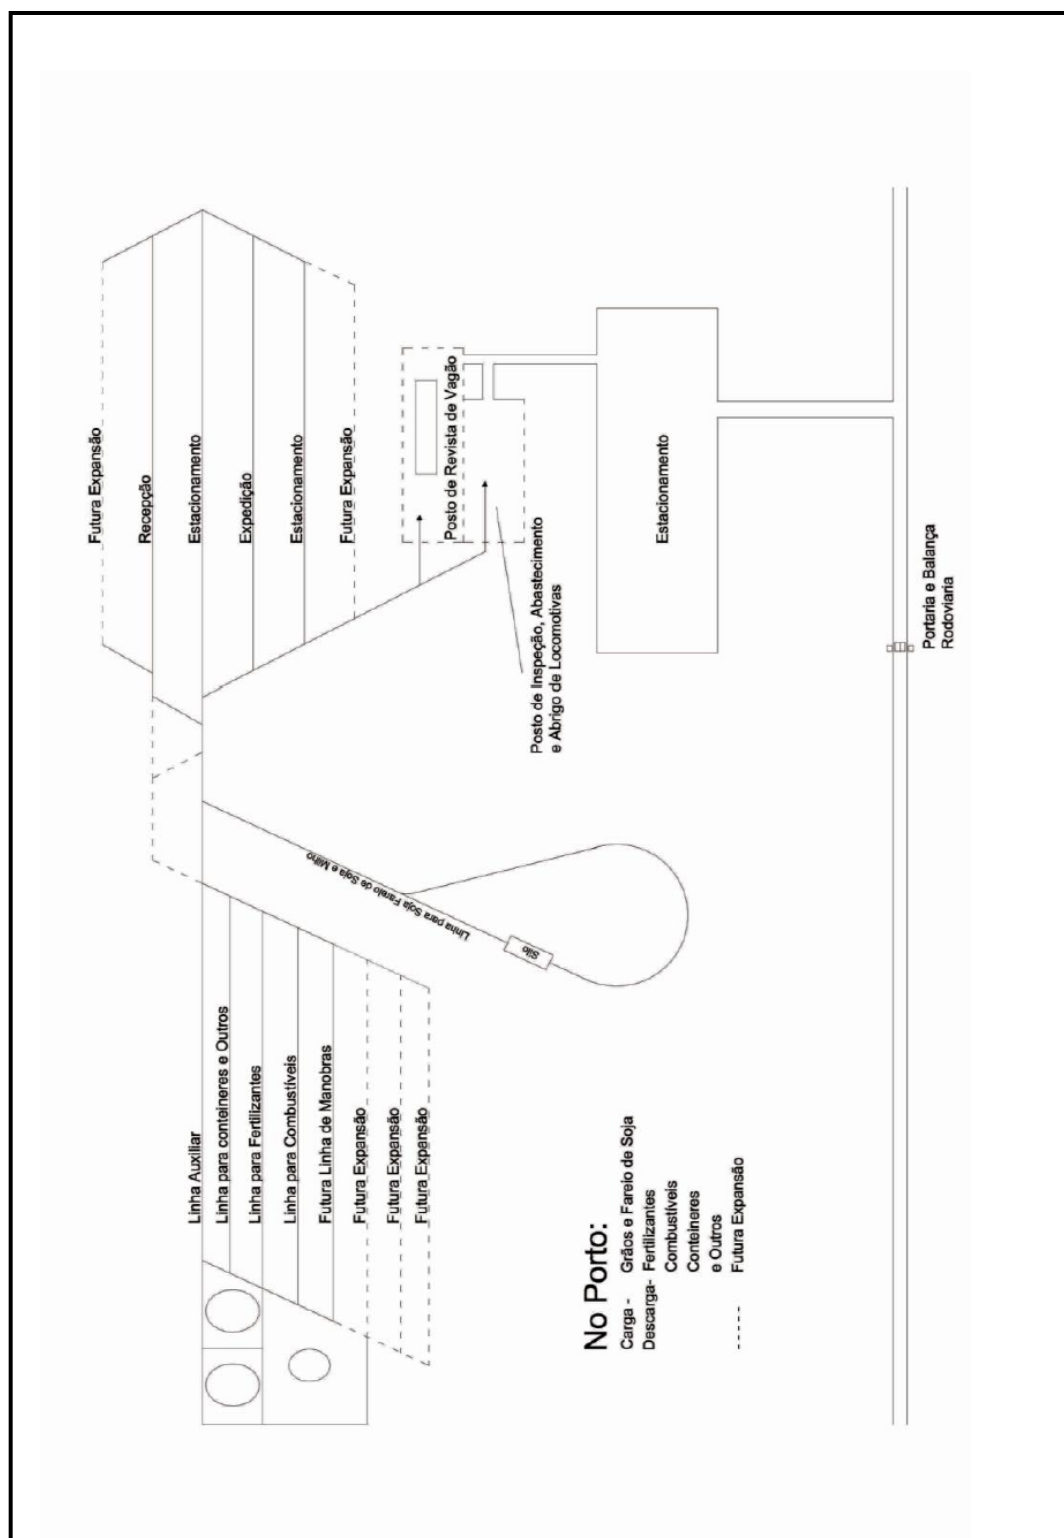 Futura Expansão
Recepção
Estacionamento
Expedição
Estacionamento
Futura Expansão
Posto de Revista de Vagão
Posto de Inspeção, Abastecimento
e Abrigo de Locomotivas
Estacionamento
Portaria e Balança
Rodoviaria
Linha para Soja Farelo de Soja e Milho
Silo
Linha Auxiliar
Linha para conteineres e Outros
Linha para Fertilizantes
Linha para Combustíveis
Futura Linha de Manobras
Futura Expansão
Futura Expansão
Futura Expansão
No Porto:
Carga - Grãos e Farelo de Soja
Descarga- Fertilizantes
Combustíveis
Conteineres
e Outros
----- Futura Expansão